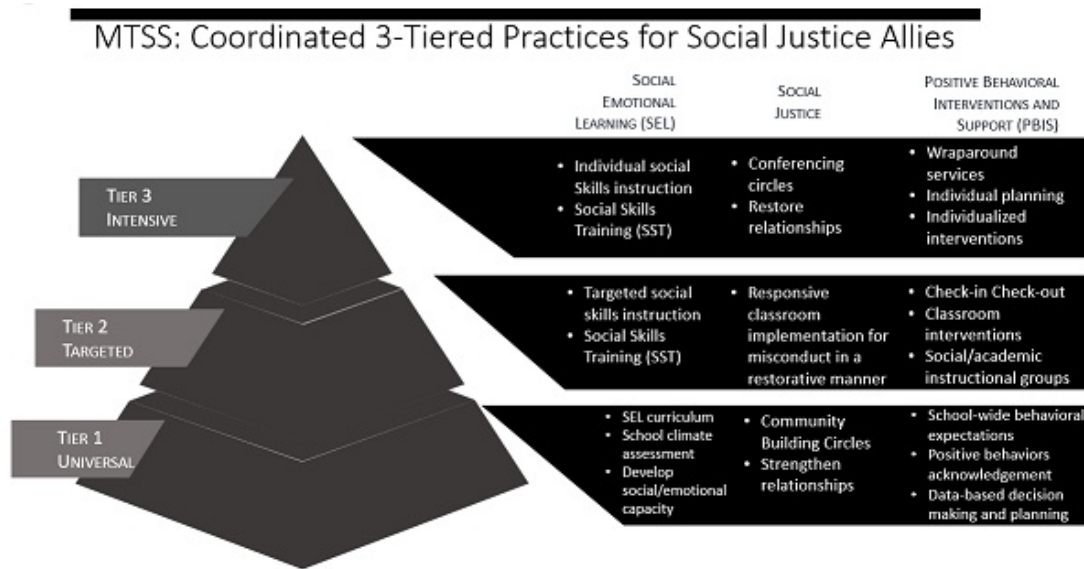 MTSS: Coordinated 3-Tiered Practices for Social Justice Allies
SOCIAL
EMOTIONAL
LEARNING (SEL)
SOCIAL
JUSTICE
POSITIVE BEHAVIORAL
INTERVENTIONS AND
SUPPORT (PBIS)
TIER 3
INTENSIVE
• Individual social
Skills instruction
• Social Skills
Training (SST)
• Conferencing
circles
• Restore
relationships
• Wraparound
services
• Individual planning
• Individualized
interventions
TIER 2
TARGETED
• Targeted social
skills instruction
• Social Skills
Training (SST)
• Responsive
classroom
implementation for
misconduct in a
restorative manner
• Check-in Check-out
• Classroom
interventions
• Social/academic
instructional groups
TIER 1
UNIVERSAL
• SEL curriculum
• School climate
assessment
• Develop
social/emotional
capacity
• Community
Building Circles
• Strengthen
relationships
• School-wide behavioral
expectations
• Positive behaviors
acknowledgement
• Data-based decision
making and planning